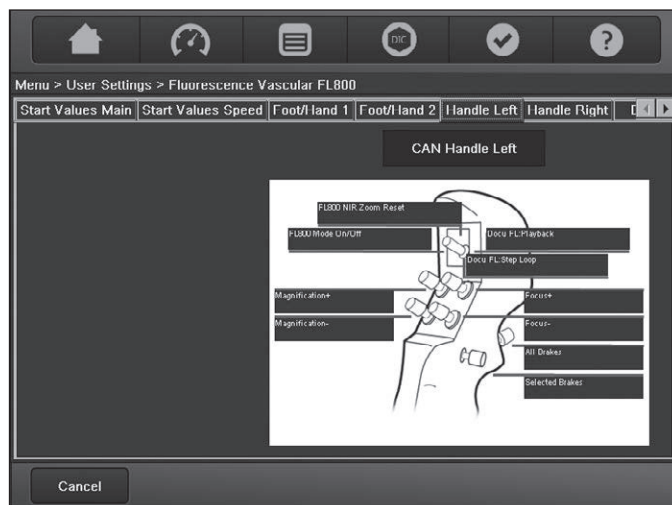 DIC
?
Menu > User Settings > Fluorescence Vascular FL800
Start Values Main Start Values Speed Foot/Hand 1 Foot/Hand 2 Handle Left Handle Right
CAN Handle Left
FL800 NIR Zoom Reset
FL800 Mode On/Off
Docu FL:Playback
Docu FL:Step Loop
Magnification+
Focus+
Magnification-
Focus-
All Brakes
Selected Brakes
Cancel